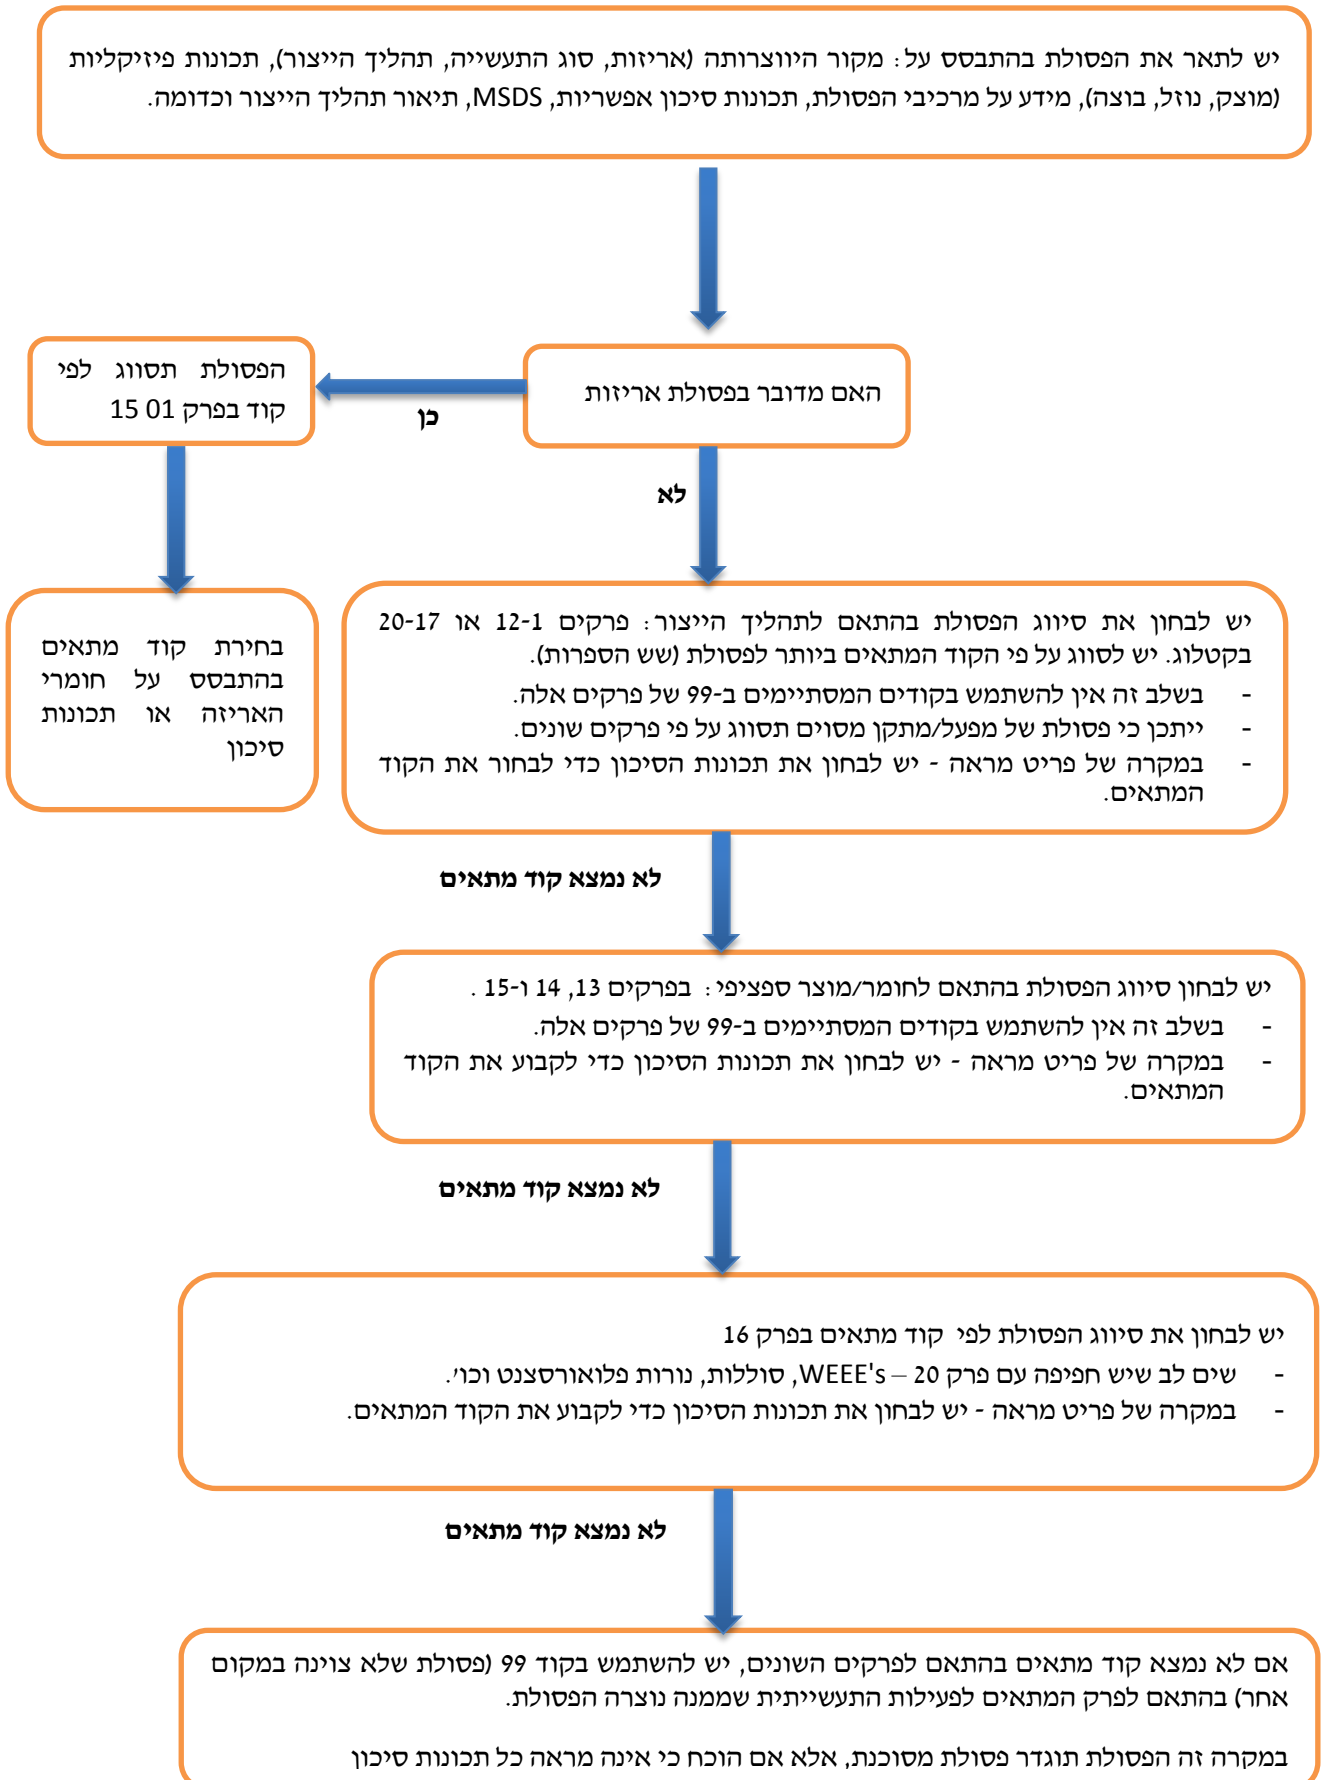 יש לתאר את הפסולת בהתבסס על: מקור היווצרותה (אריזות, סוג התעשייה, תהליך הייצור), תכונות פיזיקליות
(מוצק, נוזל, בוצה), מידע על מרכיבי הפסולת, תכונות סיכון אפשריות, MSDS, תיאור תהליך הייצור וכדומה.
האם מדובר בפסולת אריזות
כן
הפסולת תסווג לפי
קוד בפרק 01 15
בחירת קוד מתאים
בהתבסס על חומרי
האריזה או תכונות
סיכון
לא
יש לבחון את סיווג הפסולת בהתאם לתהליך הייצור: פרקים 12-1 או 20-17
בקטלוג. יש לסווג על פי הקוד המתאים ביותר לפסולת (שש הספרות).
- בשלב זה אין להשתמש בקודים המסתיימים ב-99 של פרקים אלה.
- ייתכן כי פסולת של מפעל/מתקן מסוים תסווג על פי פרקים שונים.
- במקרה של פריט מראה - יש לבחון את תכונות הסיכון כדי לבחור את הקוד
המתאים.
לא נמצא קוד מתאים
יש לבחון סיווג הפסולת בהתאם לחומר/מוצר ספציפי: בפרקים 13, 14 ו-15 .
- בשלב זה אין להשתמש בקודים המסתיימים ב-99 של פרקים אלה.
- במקרה של פריט מראה - יש לבחון את תכונות הסיכון כדי לקבוע את הקוד
המתאים.
לא נמצא קוד מתאים
יש לבחון את סיווג הפסולת לפי קוד מתאים בפרק 16
- שים לב שיש חפיפה עם פרק 20 – WEEE's, סוללות, נורות פלואורסצנט וכו'.
- במקרה של פריט מראה - יש לבחון את תכונות הסיכון כדי לקבוע את הקוד המתאים.
לא נמצא קוד מתאים
אם לא נמצא קוד מתאים בהתאם לפרקים השונים, יש להשתמש בקוד 99 (פסולת שלא צוינה במקום
אחר) בהתאם לפרק המתאים לפעילות התעשייתית שממנה נוצרה הפסולת.
במקרה זה הפסולת תוגדר פסולת מסוכנת, אלא אם הוכח כי אינה מראה כל תכונות סיכון